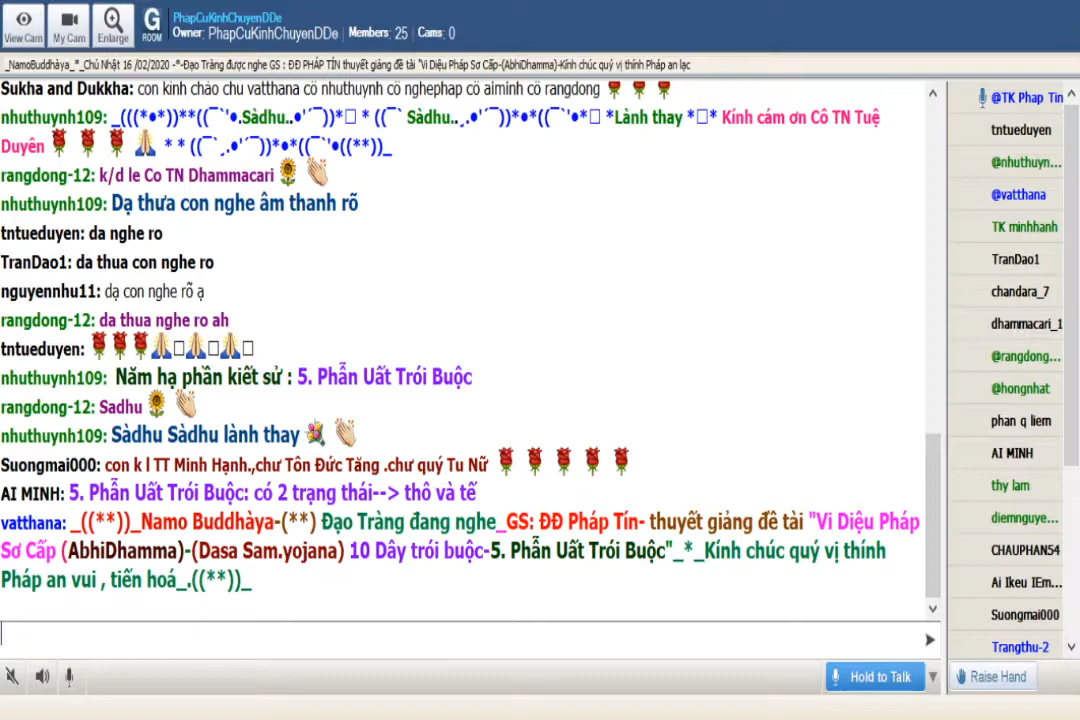 PhapCuKinhChuyenDDe
Owner: PhapCuKinhChuyenDDe | Members: 25 | Cams: 0
View Cam My Cam Enlarge G ROOM
_NamoBuddhàya_*_Chủ Nhật 16 /02/2020 -*-Đạo Tràng được nghe GS : ĐĐ PHÁP TÍN thuyết giảng đề tài "Vi Diệu Pháp Sơ Cấp-(AbhiDhamma)-Kính chúc quý vị thính Pháp an lạc
Sukha and Dukkha: con kính chào chu vatthana cô nhuthuynh cô nghephap cô aiminh cô rangdong 🌹 🌹 🌹
nhuthuynh109: _(((*•*))**((¯`'•.Sàdhu..•'´¯))*□ * ((¯` Sàdhu..¸.•'´¯))*•*((¯`'•*□ *Lành thay *□* Kính cám ơn Cô TN Tuệ
Duyên 🌹 🌹 🌹 🙏 * * ((¯`¸.•'´¯))*•*((¯`'•((**))_
rangdong-12: k/d le Co TN Dhammacari 🌻 👏
nhuthuynh109: Dạ thưa con nghe âm thanh rõ
tntueduyen: da nghe ro
TranDao1: da thua con nghe ro
nguyennhu11: dạ con nghe rõ ạ
rangdong-12: da thua nghe ro ah
tntueduyen: 🌹🌹🌹🙏□🙏□🙏□
nhuthuynh109: Năm hạ phần kiết sử : 5. Phẫn Uất Trói Buộc
rangdong-12: Sadhu 🌻 👏
nhuthuynh109: Sàdhu Sàdhu lành thay 💐 👏
Suongmai000: con k l TT Minh Hạnh.,chư Tôn Đức Tăng .chư quý Tu Nữ 🌹 🌹 🌹 🌹 🌹
AI MINH: 5. Phẫn Uất Trói Buộc: có 2 trạng thái--> thô và tế
vatthana: _((**))_Namo Buddhàya-(**) Đạo Tràng đang nghe_GS: ĐĐ Pháp Tín- thuyết giảng đề tài "Vi Diệu Pháp
Sơ Cấp (AbhiDhamma)-(Dasa Sam.yojana) 10 Dây trói buộc-5. Phẫn Uất Trói Buộc"_*_Kính chúc quý vị thính
Pháp an vui , tiến hoá_.((**))_
@TK Phap Tin
tntueduyen
@nhuthuyn...
@vatthana
TK minhhanh
TranDao1
chandara_7
dhammacari_1
@rangdong...
@hongnhat
phan q liem
AI MINH
thy lam
diemnguye...
CHAUPHAN54
Ai Ikeu IEm...
Suongmai000
Trangthu-2
Hold to Talk
Raise Hand